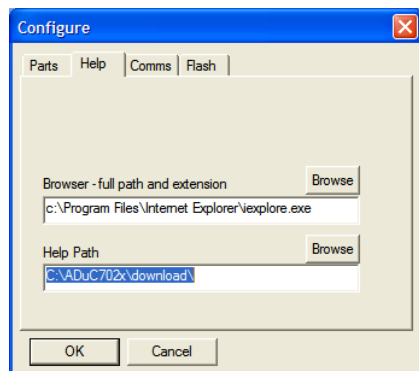 Configure
Parts Help Comms Flash
Browser - full path and extension Browse
c:\Program Files\Internet Explorer\iexplore.exe
Help Path Browse
C:\ADuC702x\download\
OK Cancel